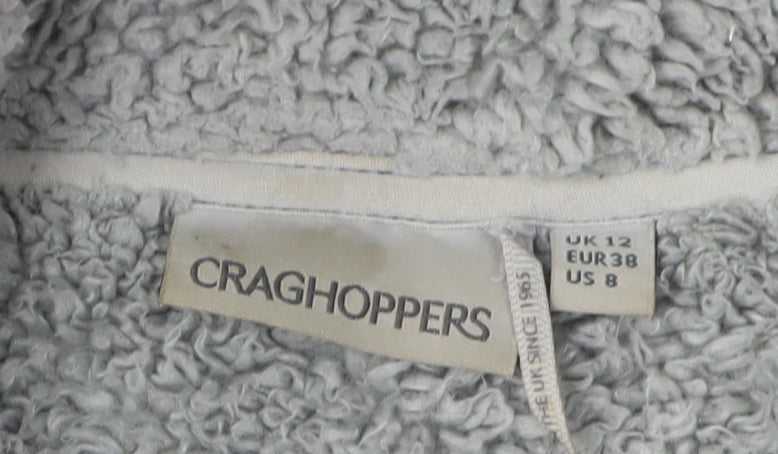 CRAGHOPPERS
THE UK SINCE 1965
UK 12
EUR 38
US 8